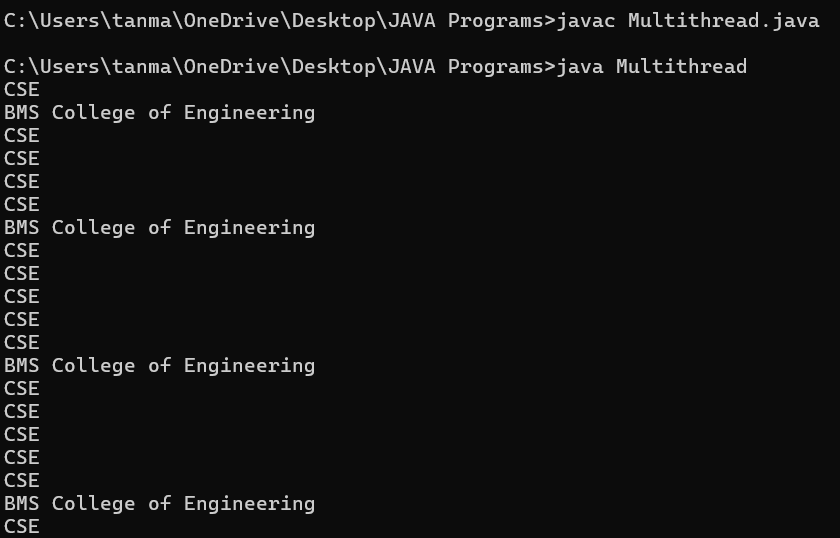 C:\Users\tanma\OneDrive\Desktop\JAVA Programs>javac Multithread.java
C:\Users\tanma\OneDrive\Desktop\JAVA Programs>java Multithread
CSE
BMS College of Engineering
CSE
CSE
CSE
CSE
BMS College of Engineering
CSE
CSE
CSE
CSE
CSE
BMS College of Engineering
CSE
CSE
CSE
CSE
CSE
BMS College of Engineering
CSE